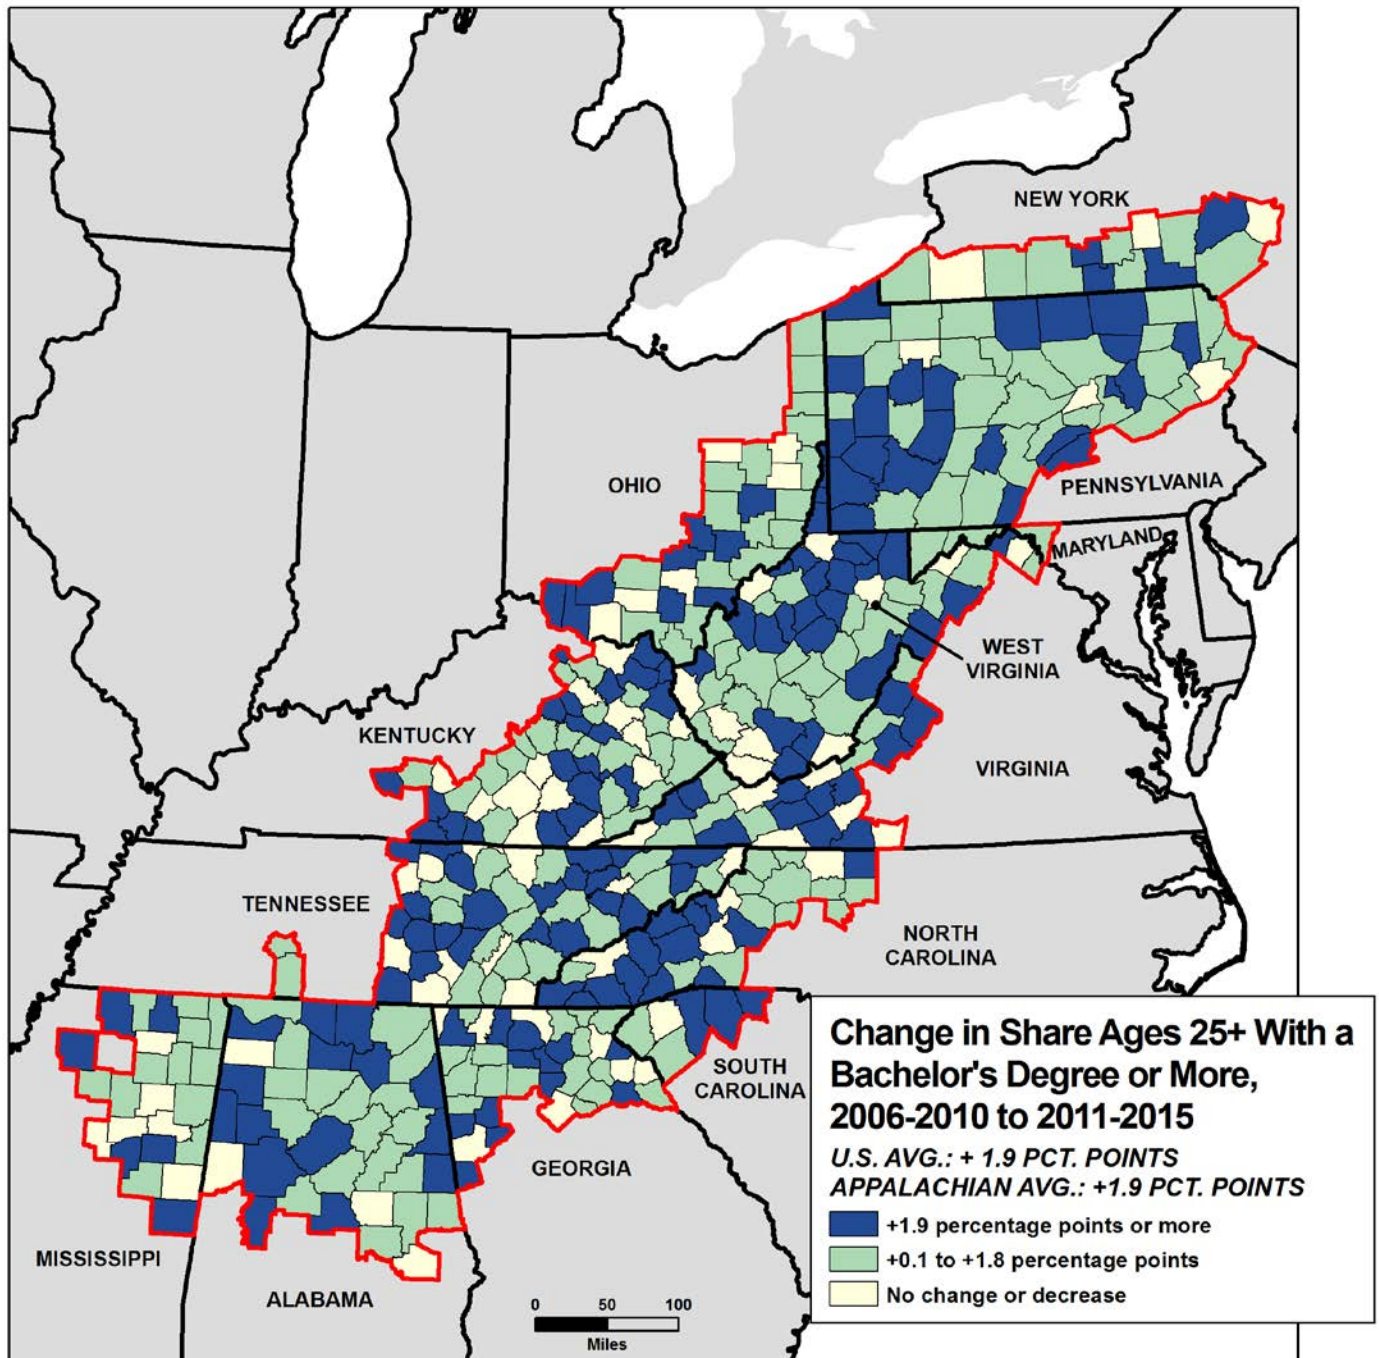 NEW YORK
OHIO
PENNSYLVANIA
MARYLAND
WEST
VIRGINIA
KENTUCKY
VIRGINIA
TENNESSEE
NORTH
CAROLINA
SOUTH
CAROLINA
GEORGIA
MISSISSIPPI
ALABAMA
0 50 100
Miles
Change in Share Ages 25+ With a
Bachelor's Degree or More,
2006-2010 to 2011-2015
U.S. AVG.: + 1.9 PCT. POINTS
APPALACHIAN AVG.: +1.9 PCT. POINTS
+1.9 percentage points or more
+0.1 to +1.8 percentage points
No change or decrease